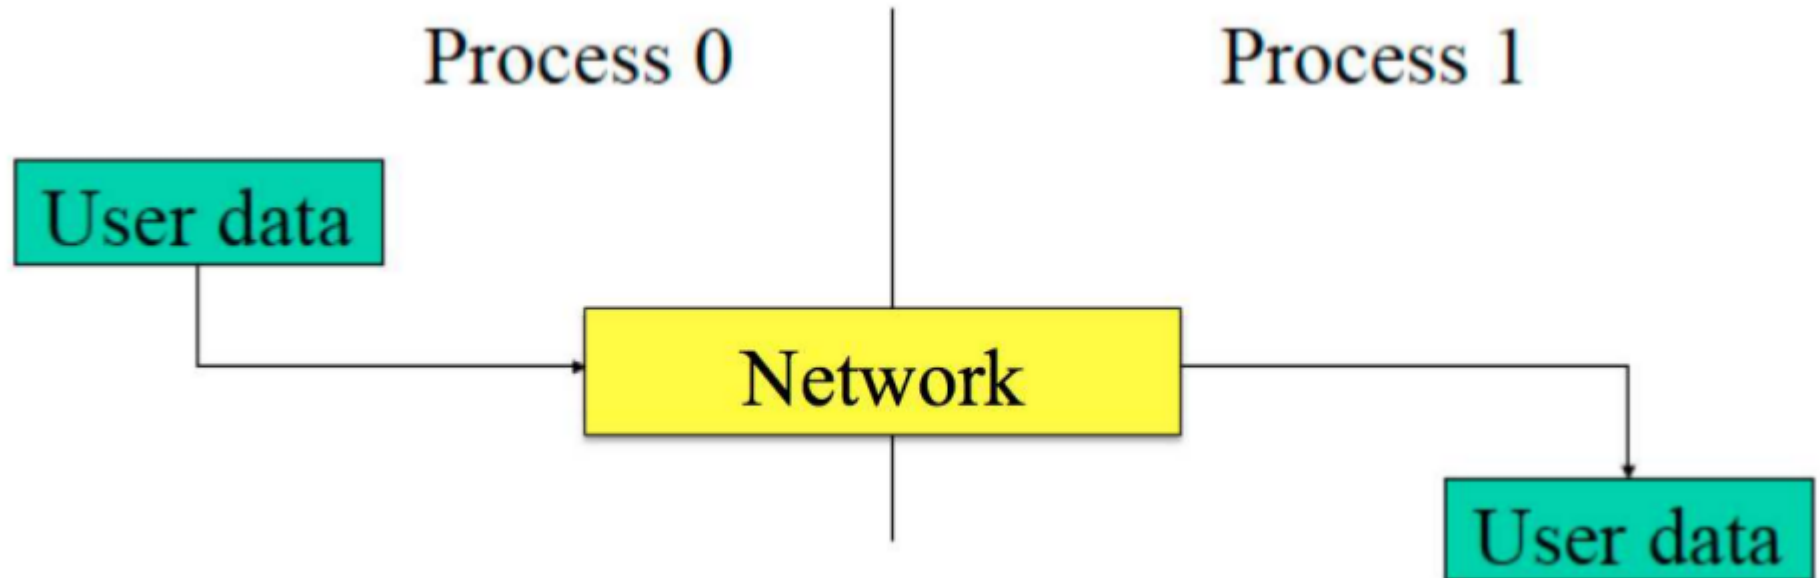 Process 0
Process 1
User data
Network
User data